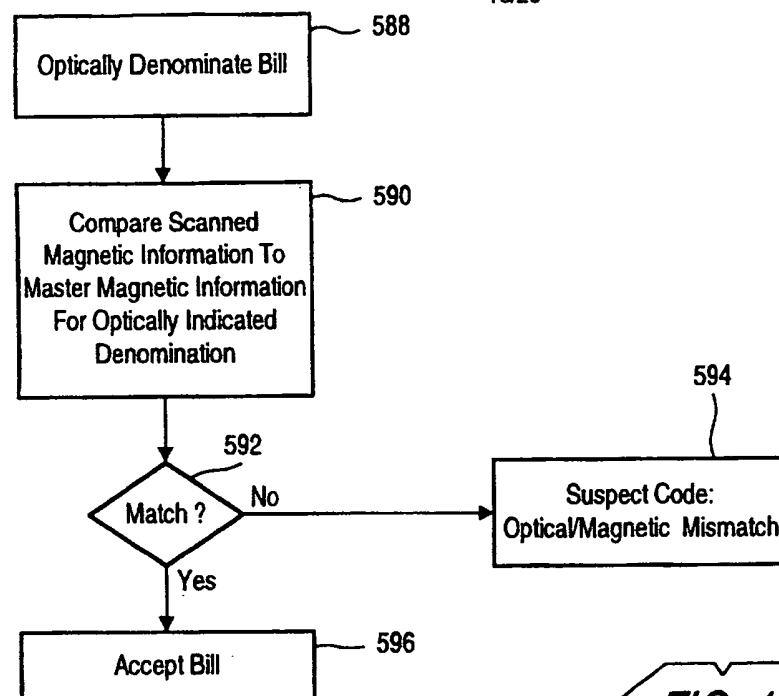 588
Optically Denominate Bill
590
Compare Scanned
Magnetic Information To
Master Magnetic Information
For Optically Indicated
Denomination
594
592
Match ?
No
Suspect Code:
Optical/Magnetic Mismatch
Yes
596
Accept Bill